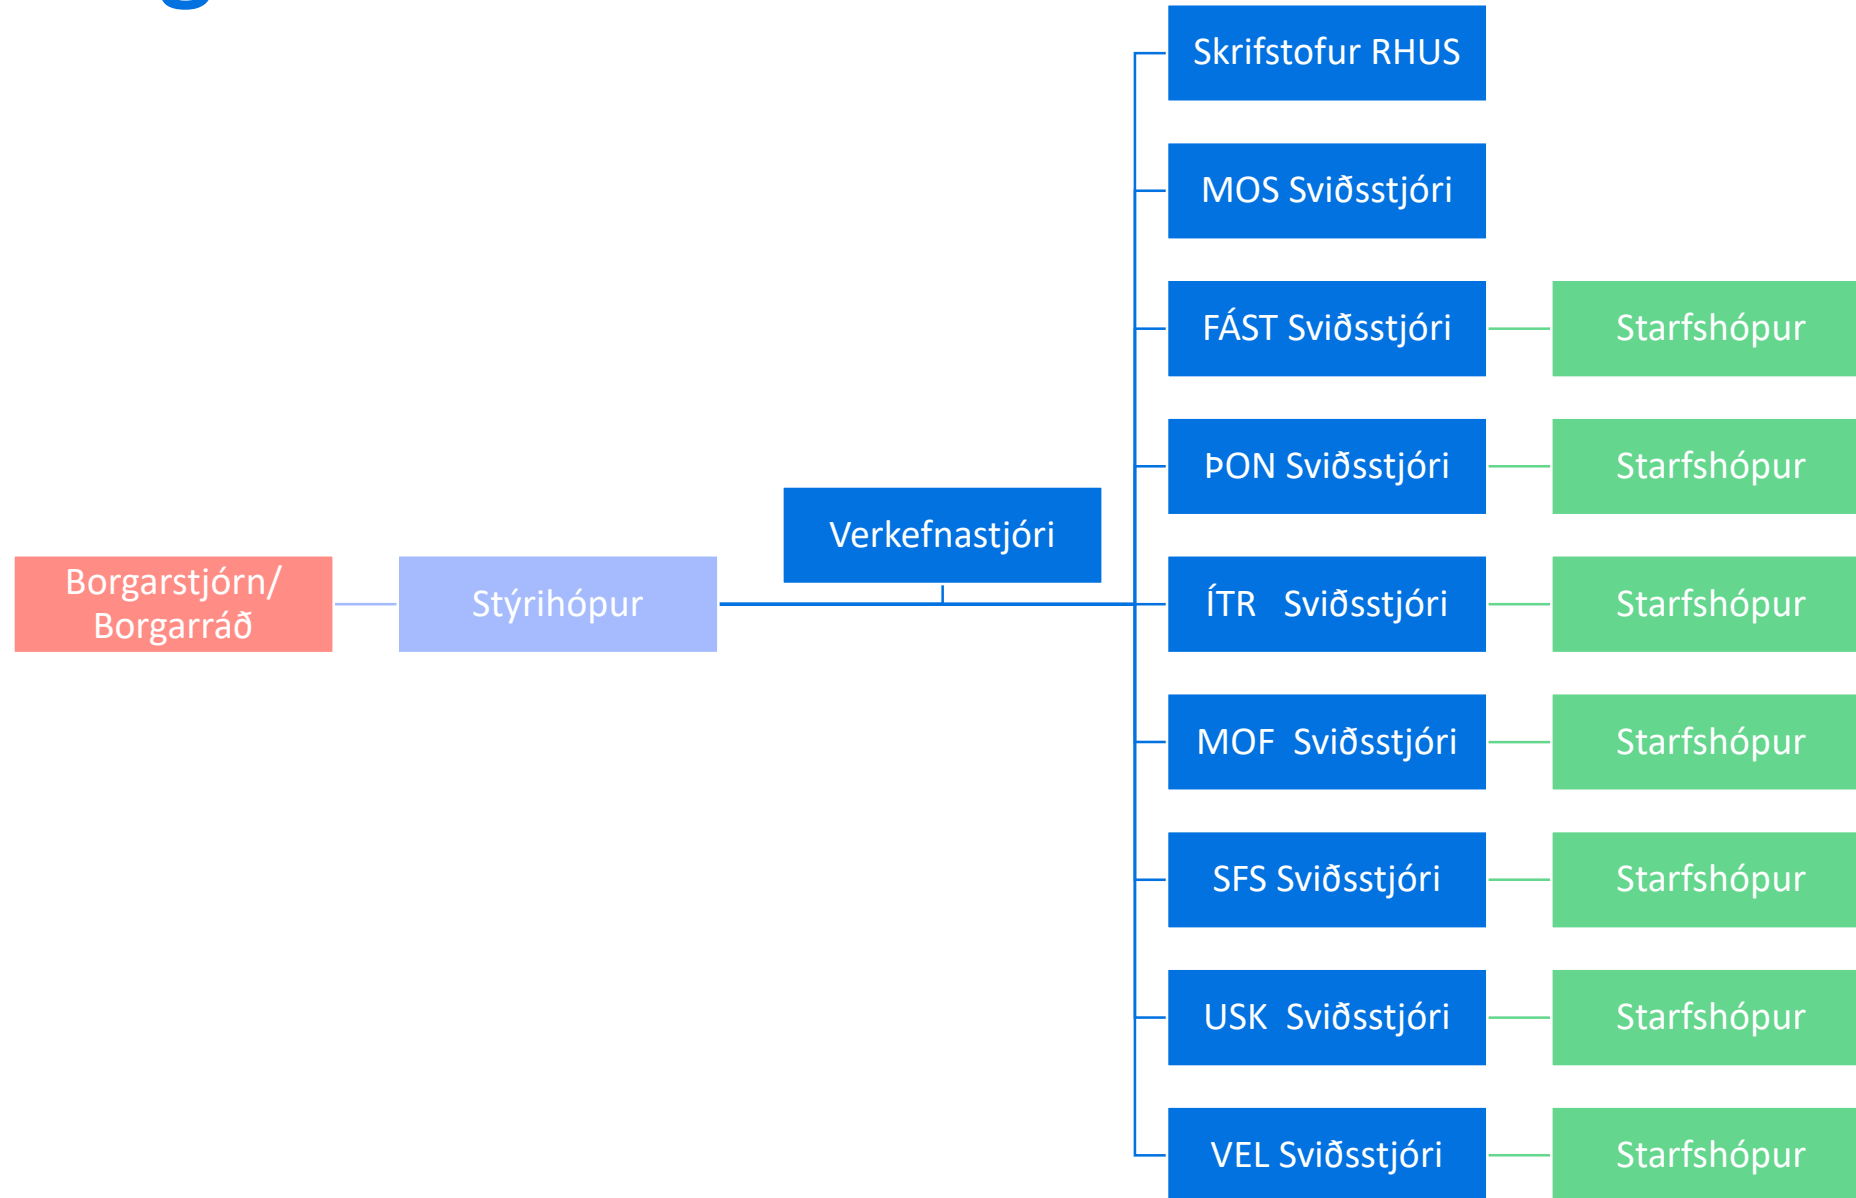 Skrifstofur RHUS
MOS Sviðsstjóri
FÁST Sviðsstjóri
Starfshópur
ÞON Sviðsstjóri
Starfshópur
Verkefnastjóri
Borgarstjórn/
Borgarráð
Stýrihópur
ÍTR Sviðsstjóri
Starfshópur
MOF Sviðsstjóri
Starfshópur
SFS Sviðsstjóri
Starfshópur
USK Sviðsstjóri
Starfshópur
VEL Sviðsstjóri
Starfshópur